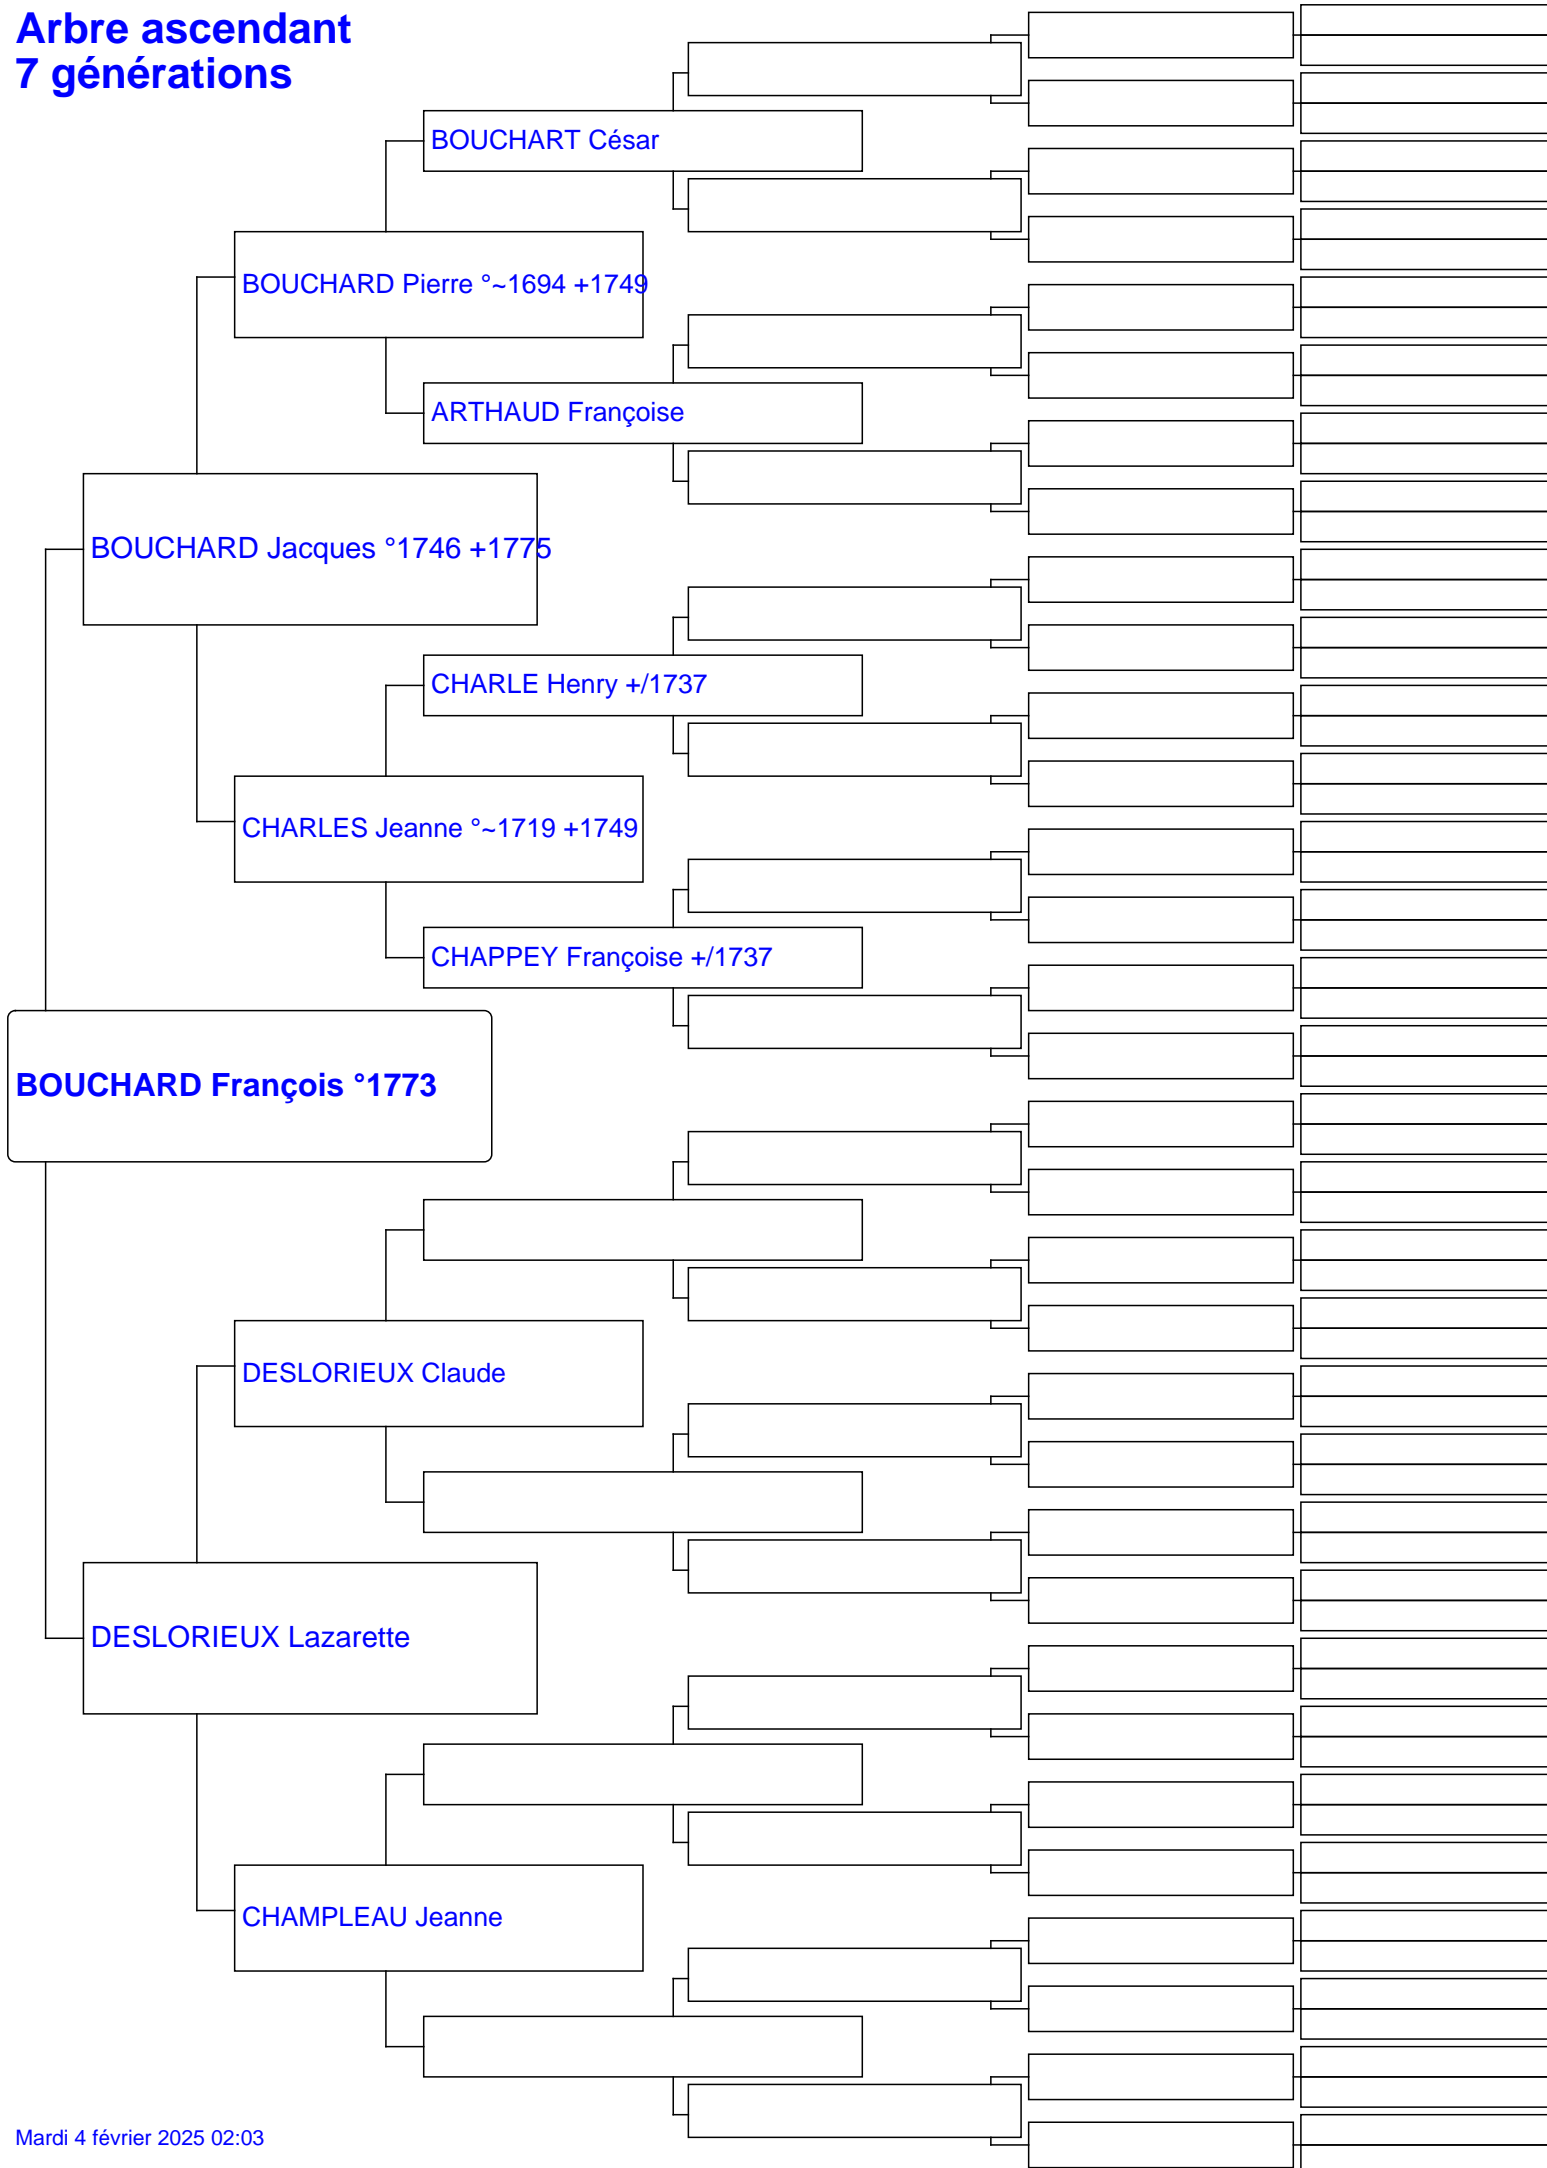 Arbre ascendant
7 générations
BOUCHART César
BOUCHARD Pierre °~1694 +1749
ARTHAUD Françoise
BOUCHARD Jacques °1746 +1775
CHARLE Henry +/1737
CHARLES Jeanne °~1719 +1749
CHAPPEY Françoise +/1737
BOUCHARD François °1773
DESLORIEUX Claude
DESLORIEUX Lazarette
CHAMPLEAU Jeanne
Mardi 4 février 2025 02:03